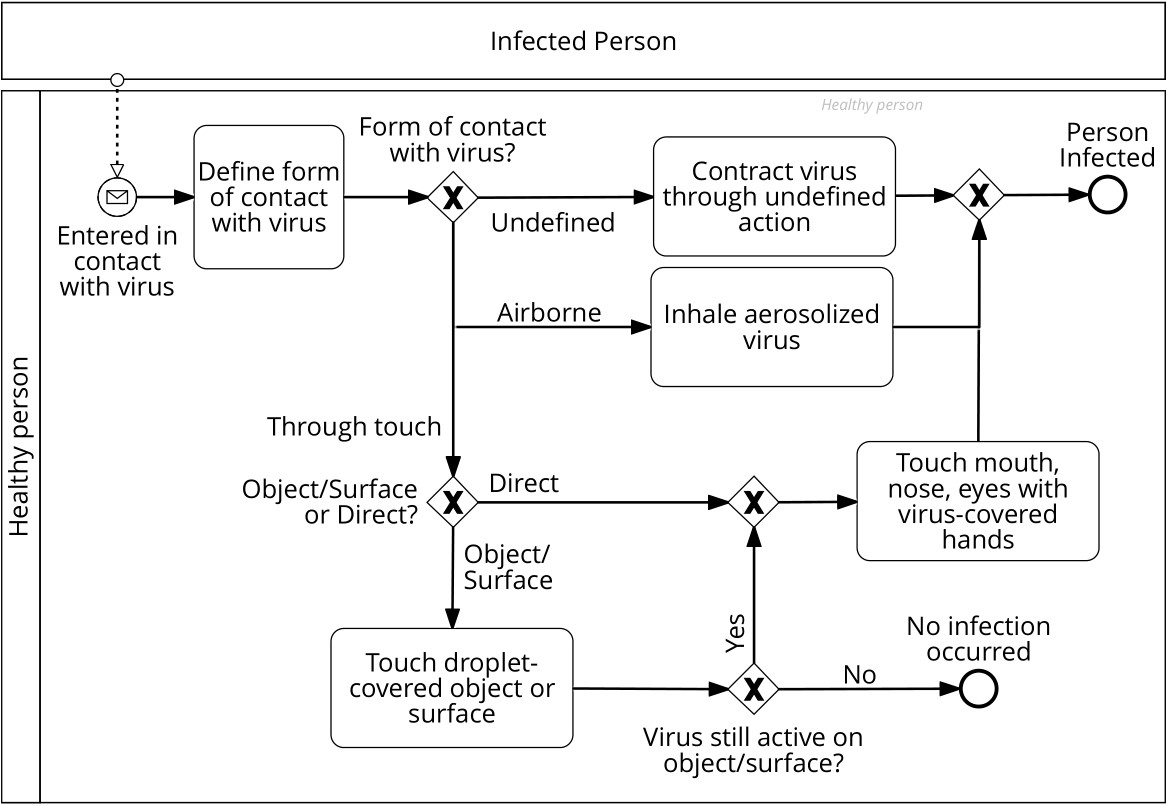 Infected Person
Healthy person
Healthy person
Form of contact
with virus?
Person
Infected
Define form
of contact
with virus
Contract virus
through undefined
action
Undefined
Entered in
contact
with virus
Airborne
Inhale aerosolized
virus
Through touch
Object/Surface
or Direct?
Direct
Touch mouth,
nose, eyes with
virus-covered
hands
Object/
Surface
Yes
No infection
occurred
Touch droplet-
covered object or
surface
No
Virus still active on
object/surface?